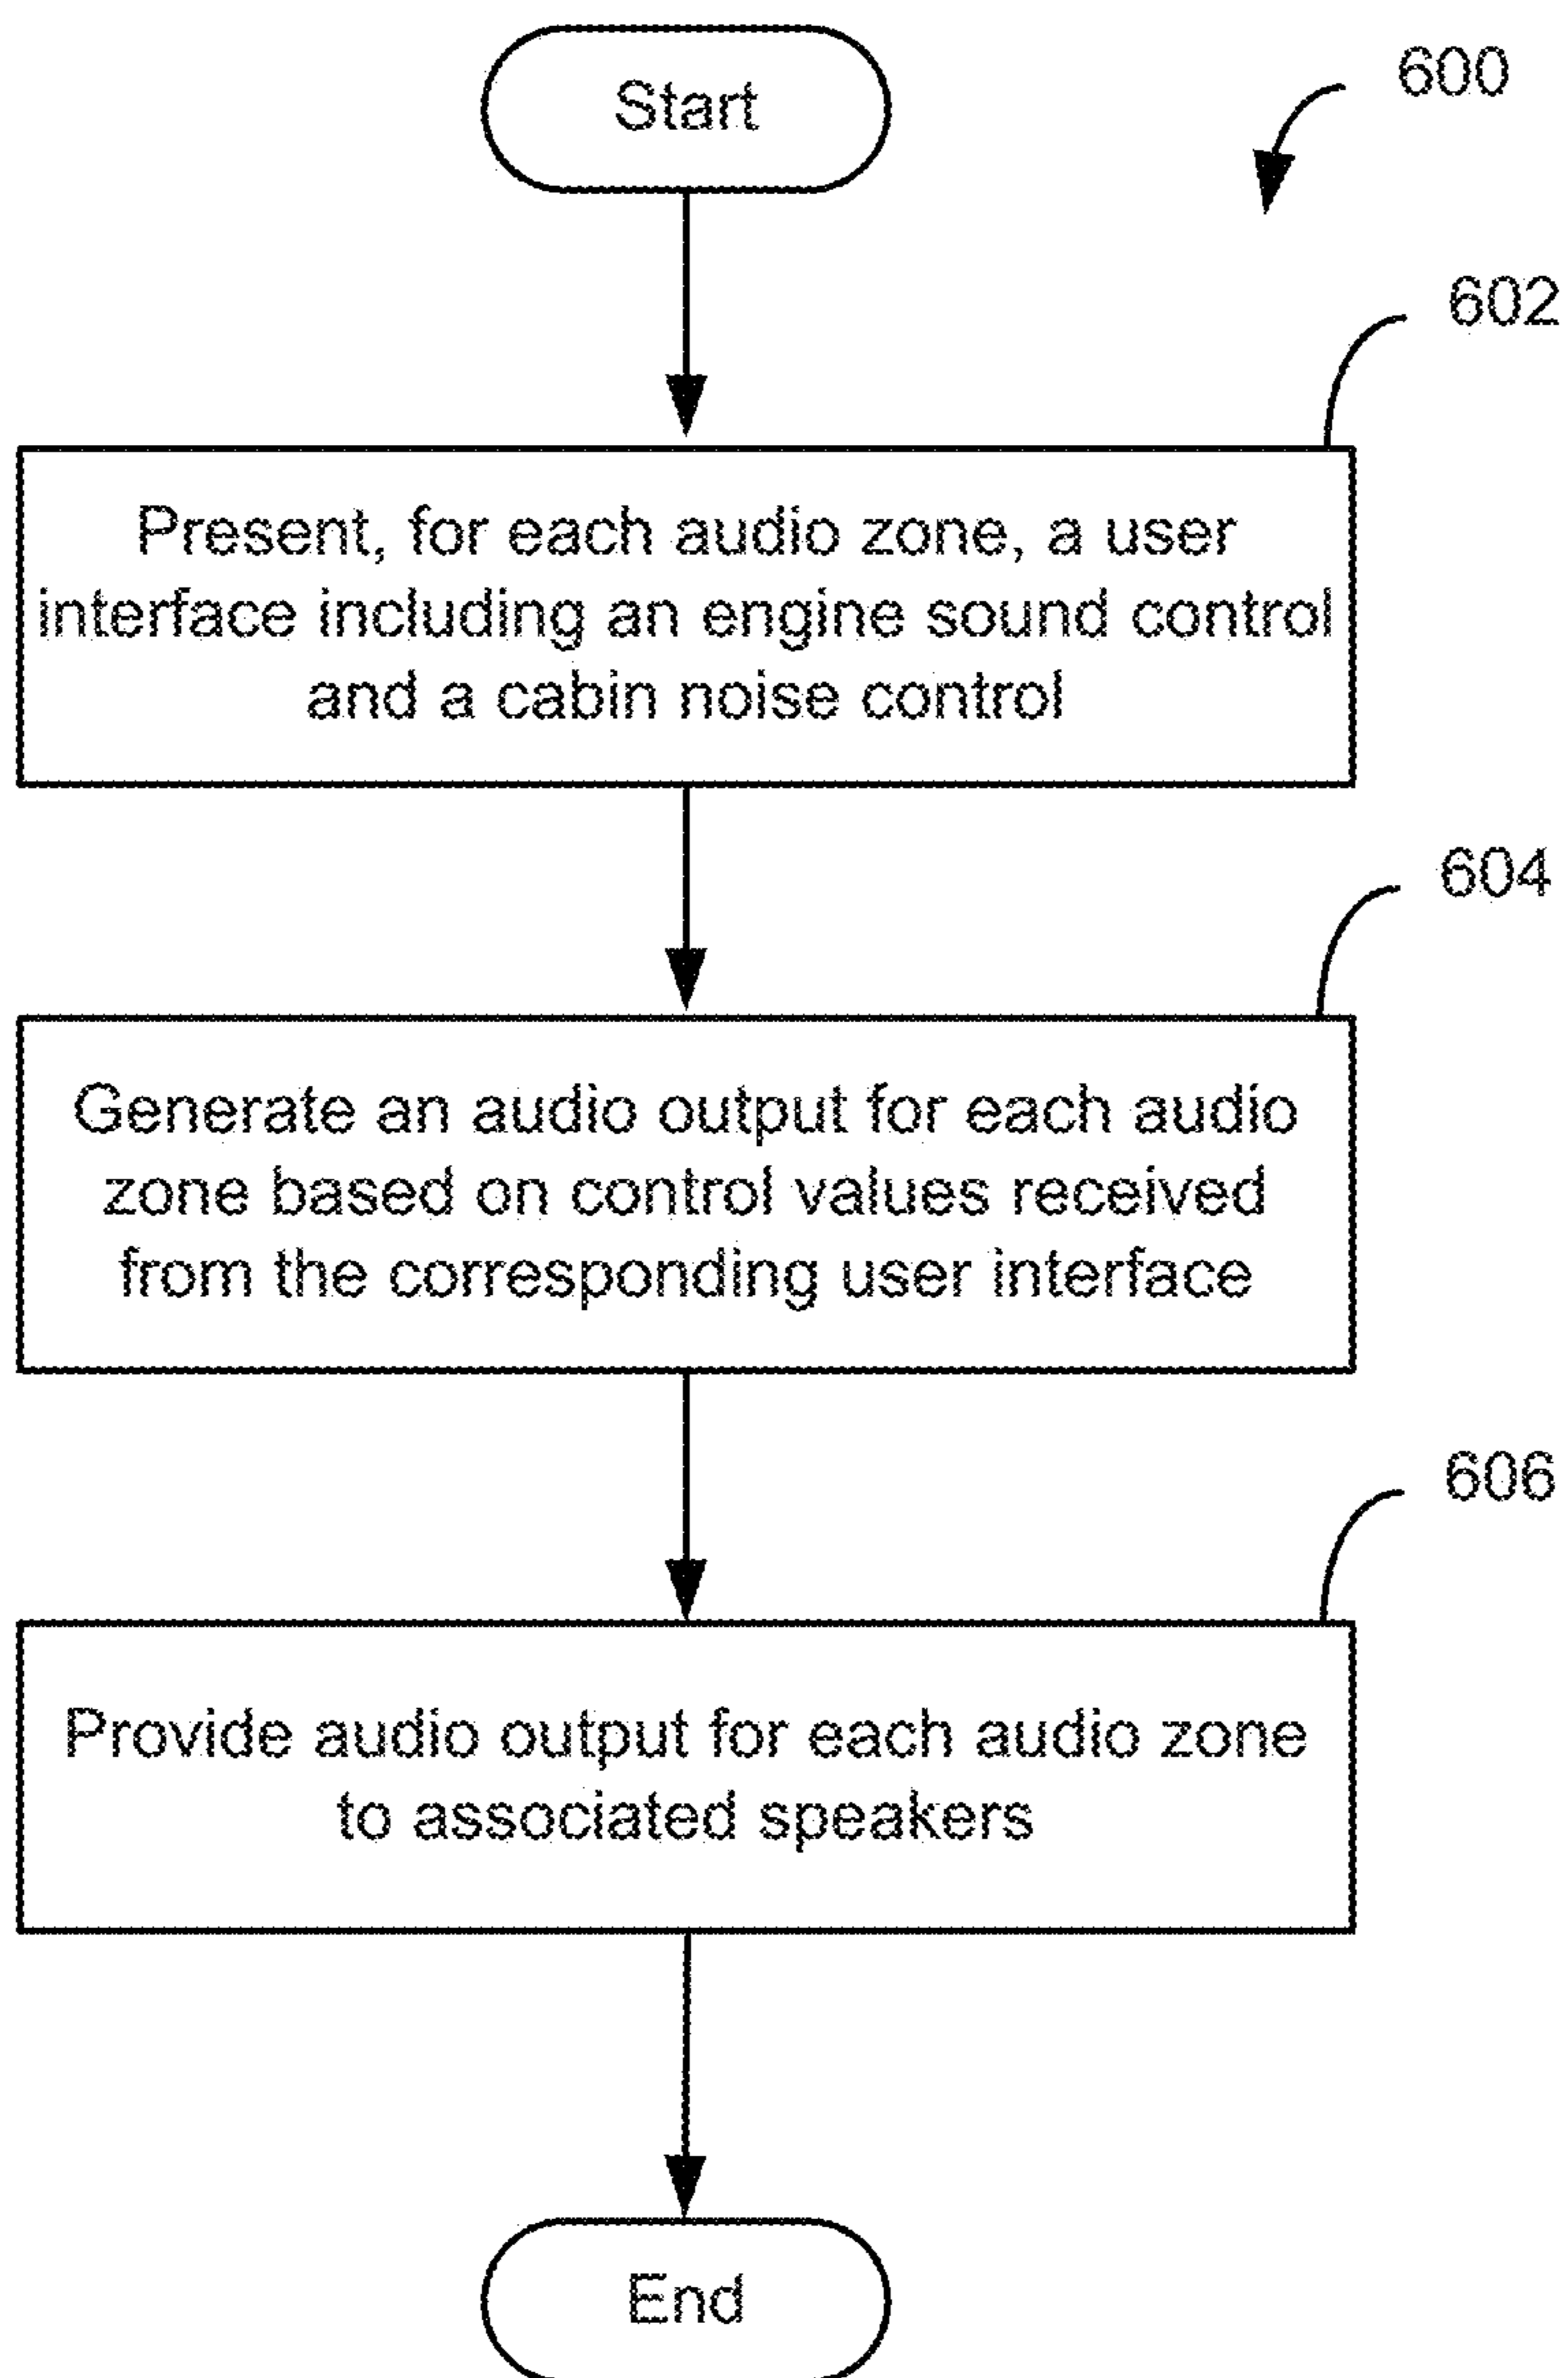 Start
600
602
Present, for each audio zone, a user
interface including an engine sound control
and a cabin noise control
604
Generate an audio output for each audio
zone based on control values received
from the corresponding user interface
606
Provide audio output for each audio zone
to associated speakers
End